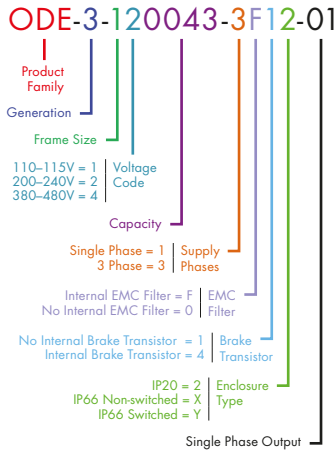 ODE-3-120043-3F12-01
Product
Family
Generation
Frame Size
110–115V = 1 Voltage
200–240V = 2 Code
380–480V = 4
Capacity
Single Phase = 1 Supply
3 Phase = 3 Phases
Internal EMC Filter = F EMC
No Internal EMC Filter = 0 Filter
No Internal Brake Transistor = 1 Brake
Internal Brake Transistor = 4 Transistor
IP20 = 2 Enclosure
IP66 Non-switched = X Type
IP66 Switched = Y
Single Phase Output